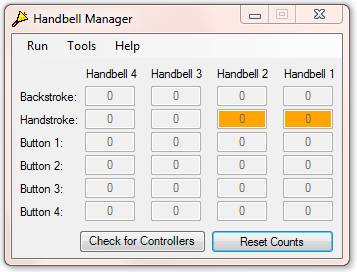 Handbell Manager
Run Tools Help
Handbell 4 Handbell 3 Handbell 2 Handbell 1
Backstroke: 0 0 0 0
Handstroke: 0 0 0 0
Button 1: 0 0 0 0
Button 2: 0 0 0 0
Button 3: 0 0 0 0
Button 4: 0 0 0 0
Check for Controllers Reset Counts